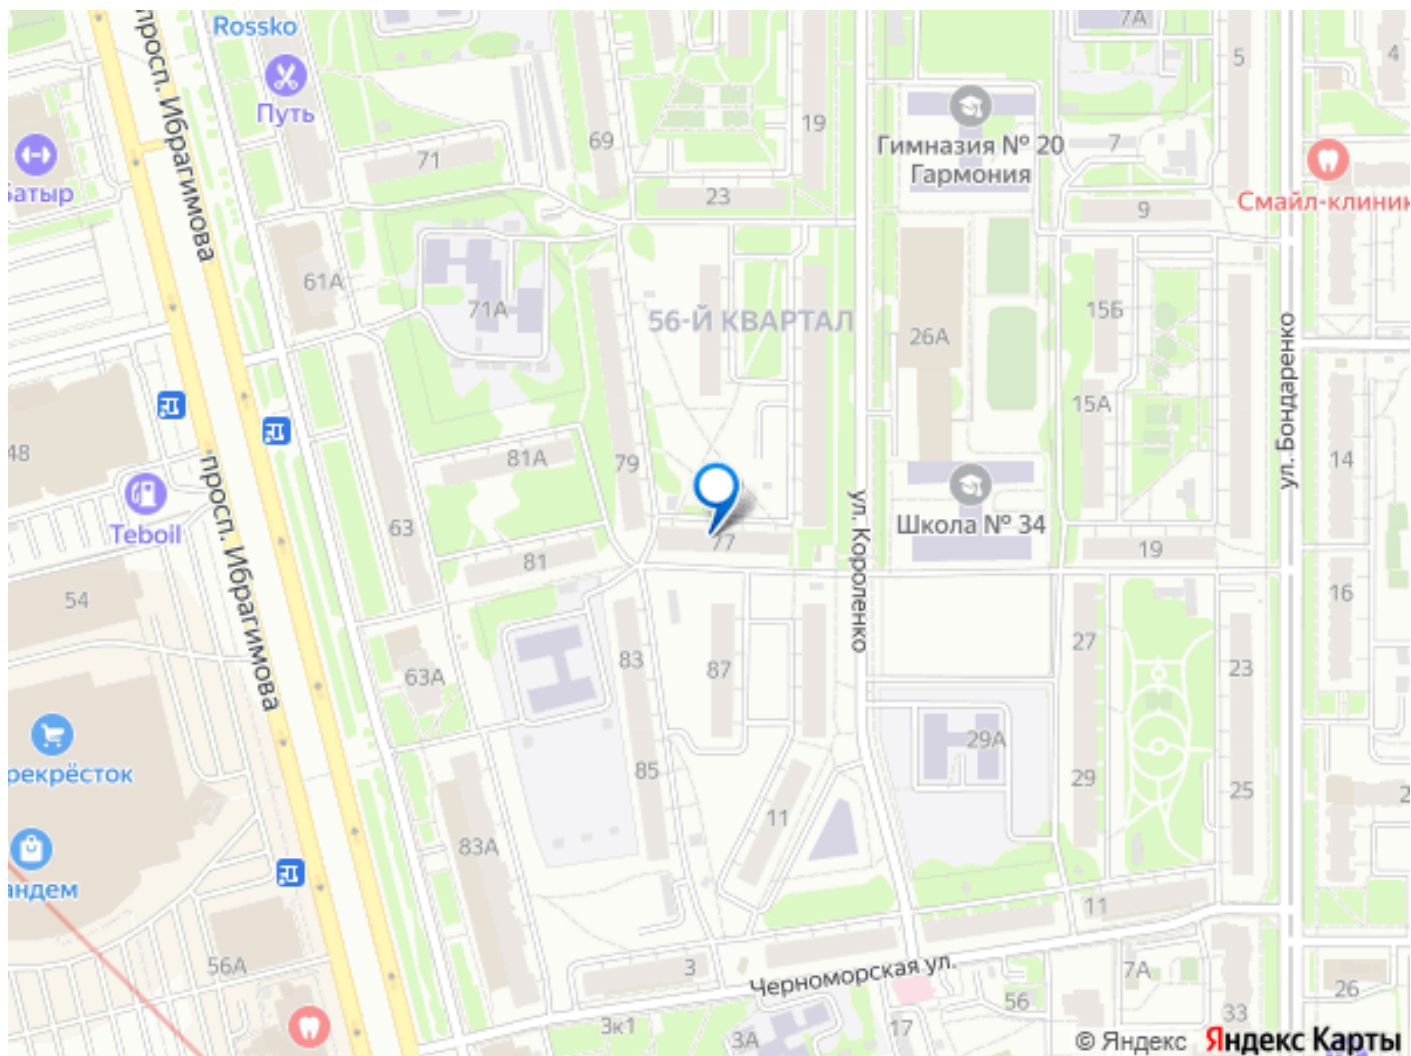 Rossko
7А
5
4
просп. Ибрагимова
Путь
69
19
Гимназия № 20
Гармония
7
Батыр
71
23
9
Смайл-клиник
61А
71А
56-Й КВАРТАЛ
26А
15Б
ул. Бондаренко
15А
48
81А
79
14
Teboil
просп. Ибрагимова
63
77
ул. Короленко
Школа № 34
19
81
54
16
83
87
27
23
63А
рекрёсток
85
29А
29
25
2
11
83А
андем
11
56А
3
Черноморская ул.
7А
26
56
3к1
3А
17
33
© Яндекс Яндекс Карты